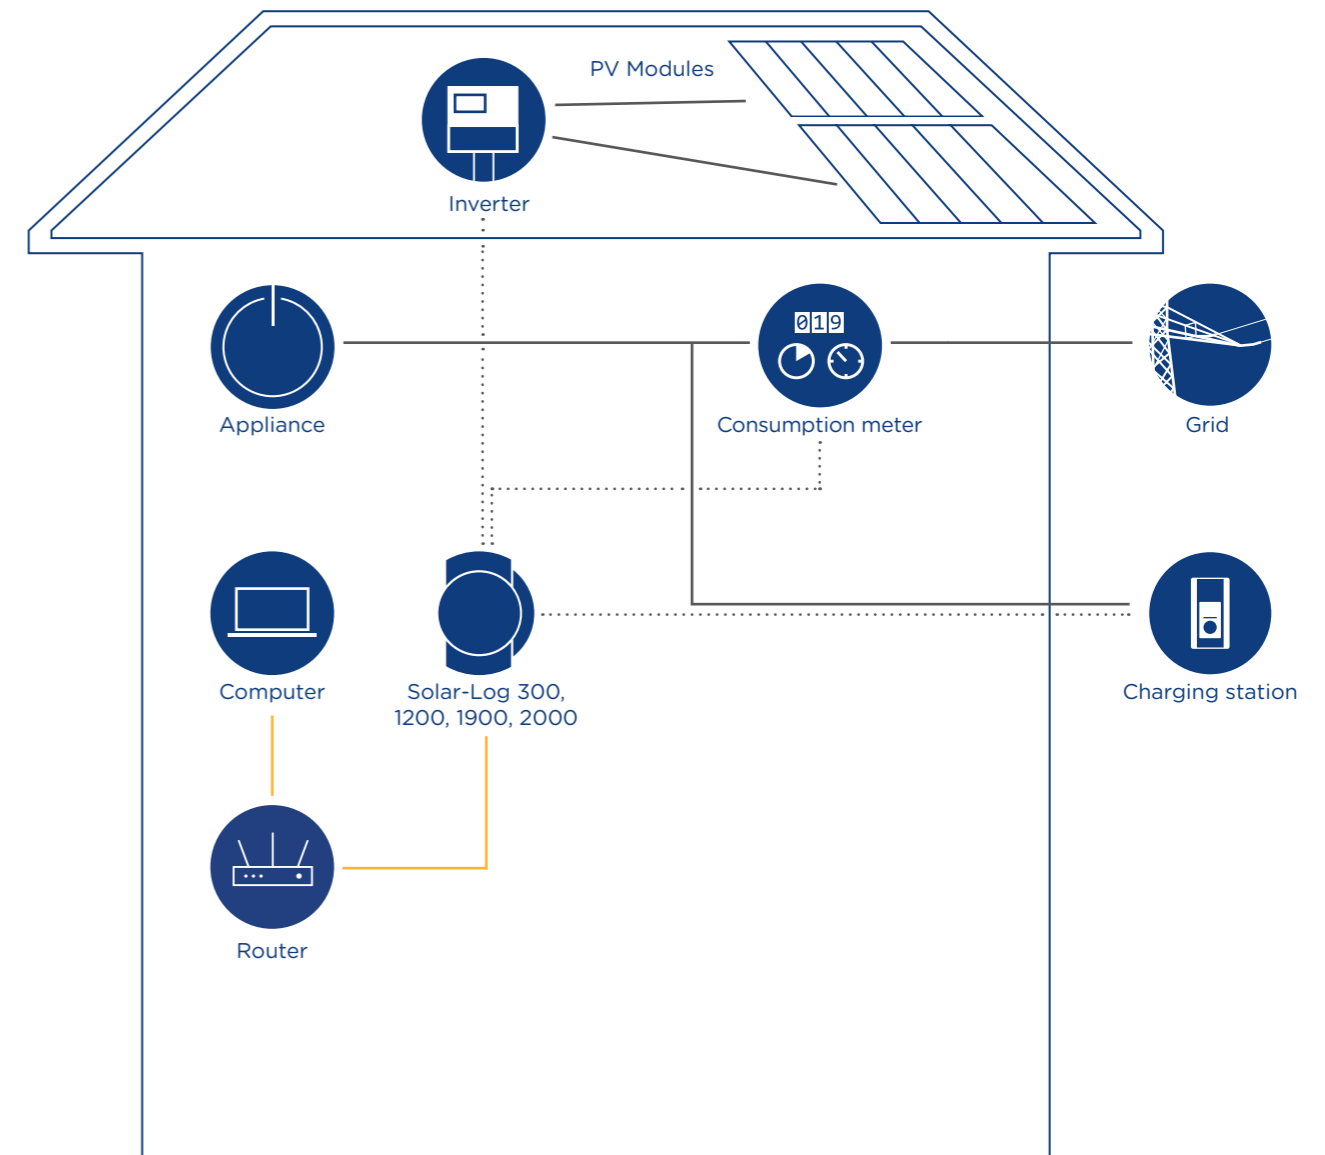 PV Modules
Inverter
019
Appliance
Consumption meter
Grid
Computer
Solar-Log 300,
1200, 1900, 2000
Charging station
Router